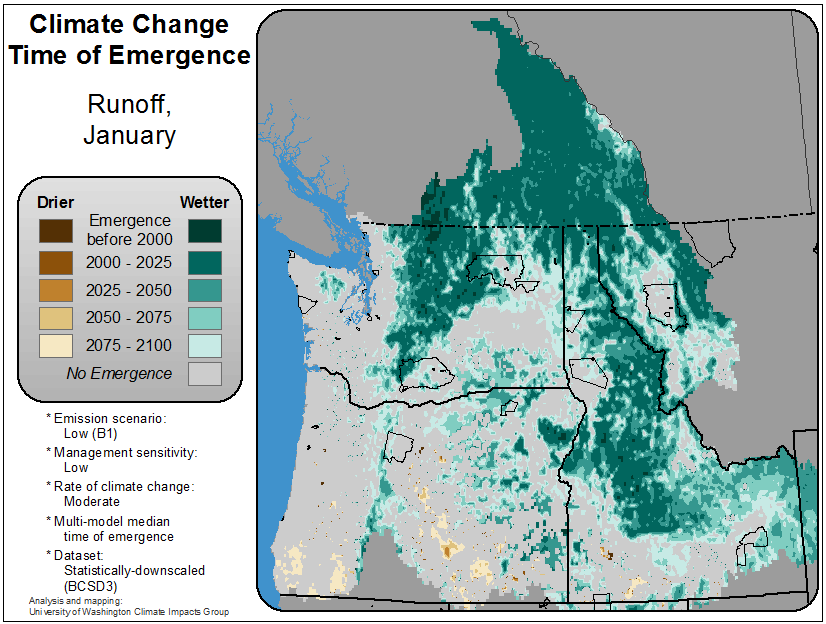 Climate Change
Time of Emergence
Runoff,
January
Drier Wetter
Emergence
before 2000
2000 - 2025
2025 - 2050
2050 - 2075
2075 - 2100
No Emergence
* Emission scenario:
Low (B1)
* Management sensitivity:
Low
* Rate of climate change:
Moderate
* Multi-model median
time of emergence
* Dataset:
Statistically-downscaled
(BCSD3)
Analysis and mapping:
University of Washington Climate Impacts Group